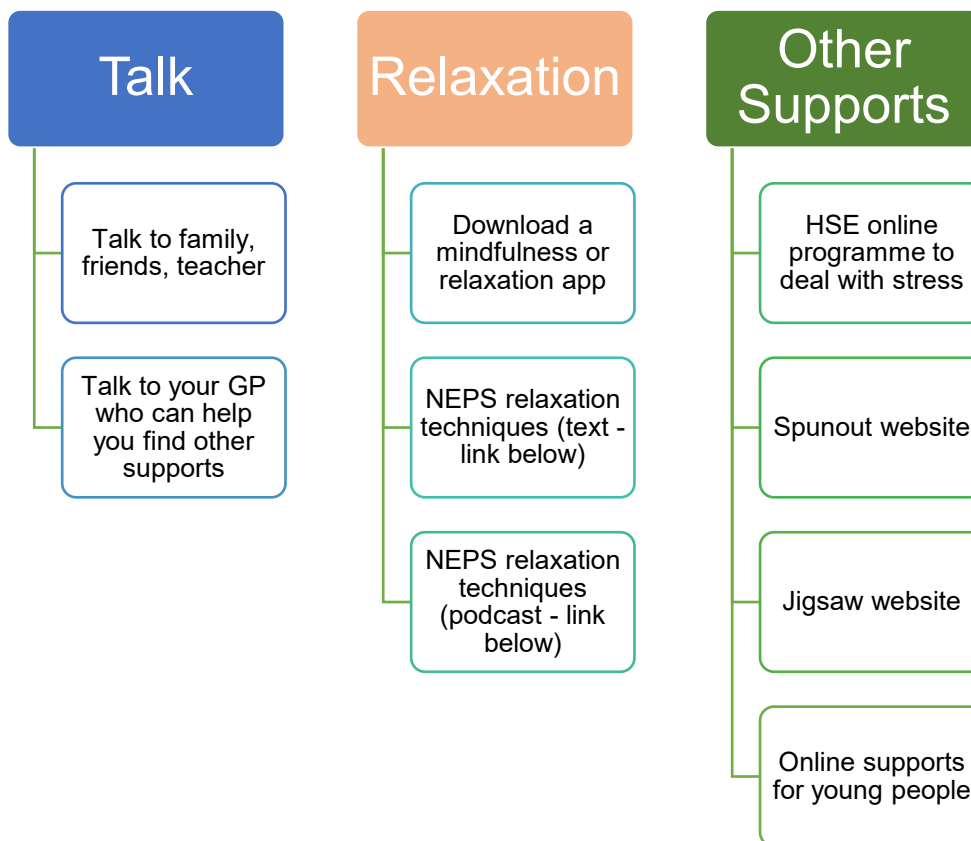 Talk
Talk to family,
friends, teacher
Talk to your GP
who can help
you find other
supports
Relaxation
Download a
mindfulness or
relaxation app
NEPS relaxation
techniques (text -
link below)
NEPS relaxation
techniques
(podcast - link
below)
Other
Supports
HSE online
programme to
deal with stress
Spunout website
Jigsaw website
Online supports
for young people